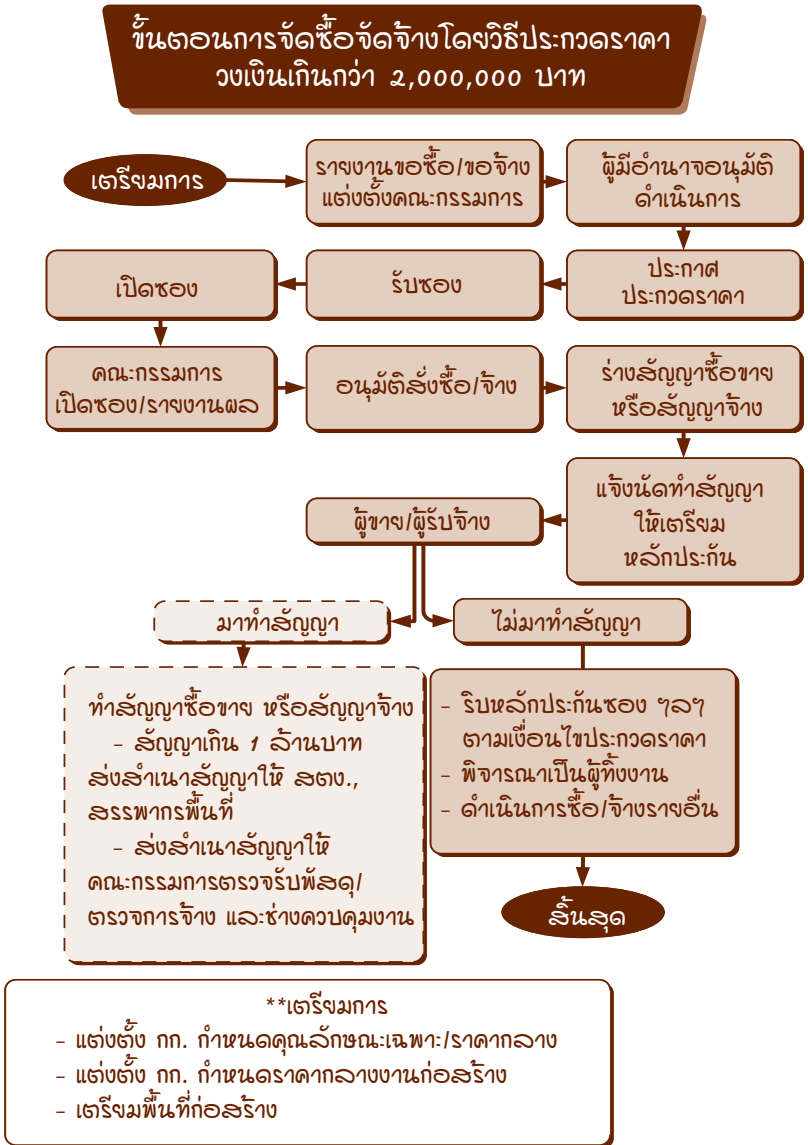 ขั้นตอนการจัดซื้อจัดจ้างโดยวิธีประกวดราคา
วงเงินเกินกว่า 2,000,000 บาท
เตรียมการ
รายงานขอซื้อ/ขอจ้าง
แต่งตั้งคณะกรรมการ
ผู้มีอำนาจอนุมัติ
ดำเนินการ
ประกาศ
ประกวดราคา
รับซอง
เปิดซอง
คณะกรรมการ
เปิดซอง/รายงานผล
อนุมัติสั่งซื้อ/จ้าง
ร่างสัญญาซื้อขาย
หรือสัญญาจ้าง
แจ้งนัดทำสัญญา
ให้เตรียม
หลักประกัน
ผู้ขาย/ผู้รับจ้าง
มาทำสัญญา
ทำสัญญาซื้อขาย หรือสัญญาจ้าง
- สัญญาเกิน 1 ล้านบาท
ส่งสำเนาสัญญาให้ สตง.,
สรรพากรพื้นที่
- ส่งสำเนาสัญญาให้
คณะกรรมการตรวจรับพัสดุ/
ตรวจการจ้าง และช่างควบคุมงาน
ไม่มาทำสัญญา
- ริบหลักประกันซอง ฯลฯ
ตามเงื่อนไขประกวดราคา
- พิจารณาเป็นผู้ทิ้งงาน
- ดำเนินการซื้อ/จ้างรายอื่น
สิ้นสุด
**เตรียมการ
- แต่งตั้ง กก. กำหนดคุณลักษณะเฉพาะ/ราคากลาง
- แต่งตั้ง กก. กำหนดราคากลางงานก่อสร้าง
- เตรียมพื้นที่ก่อสร้าง